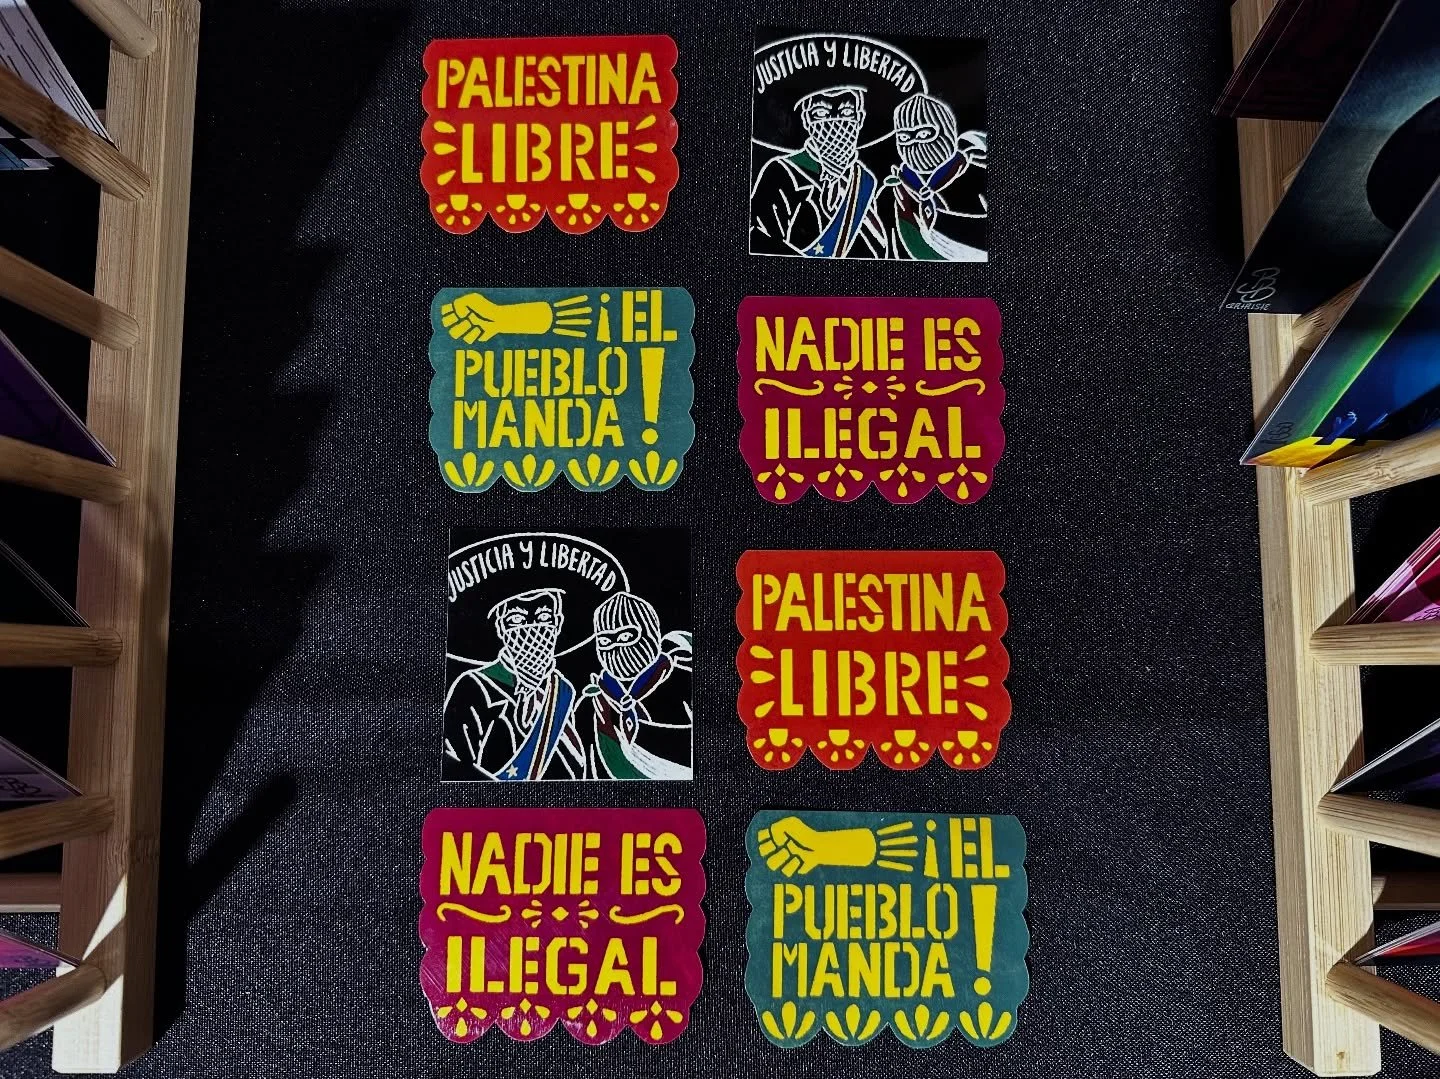 PALESTINA
LIBRE
JUSTICIA Y LIBERTAD
¡EL
PUEBLO
MANDA!
NADIE ES
ILEGAL
JUSTICIA Y LIBERTAD
PALESTINA
LIBRE
NADIE ES
ILEGAL
¡EL
PUEBLO
MANDA!